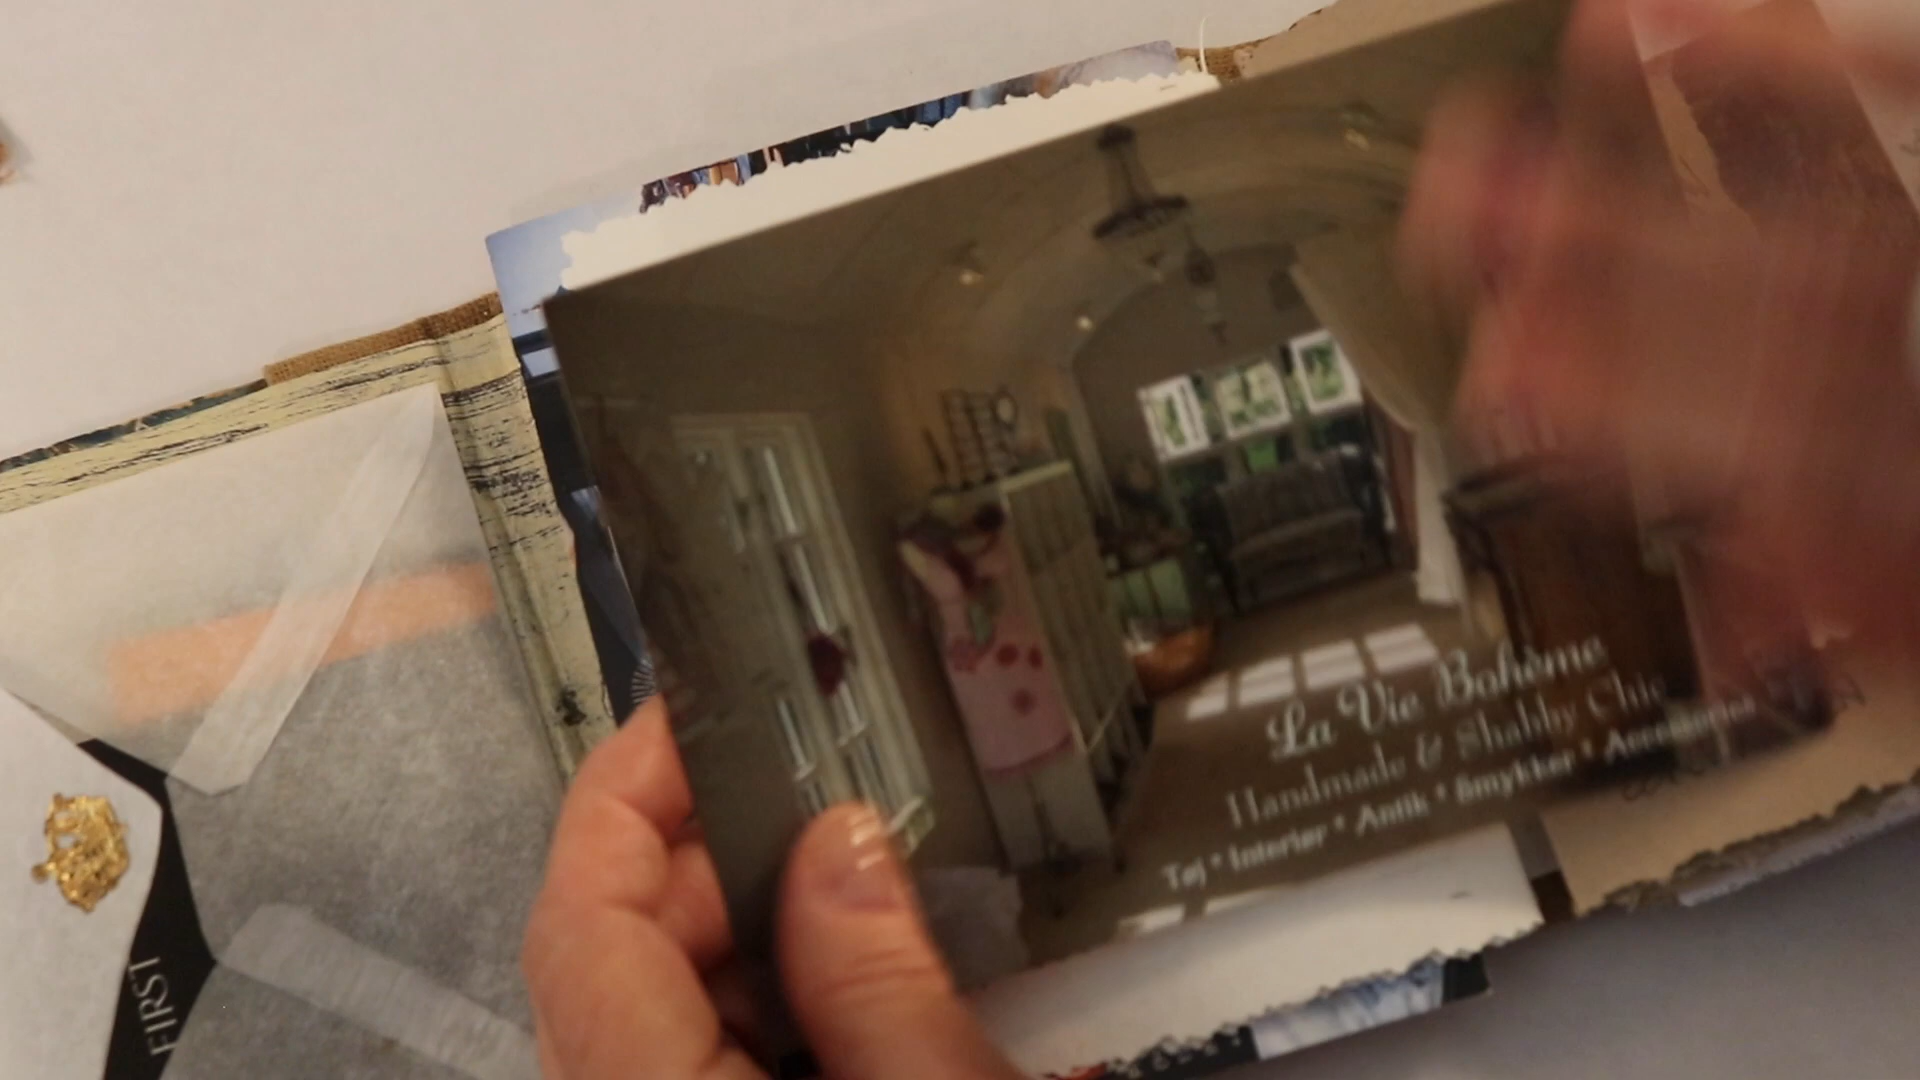 La Vie Bohème
Handmade & Shabby Chic
Tøj * Interiør * Antik * Smykker * Accessories
FIRST